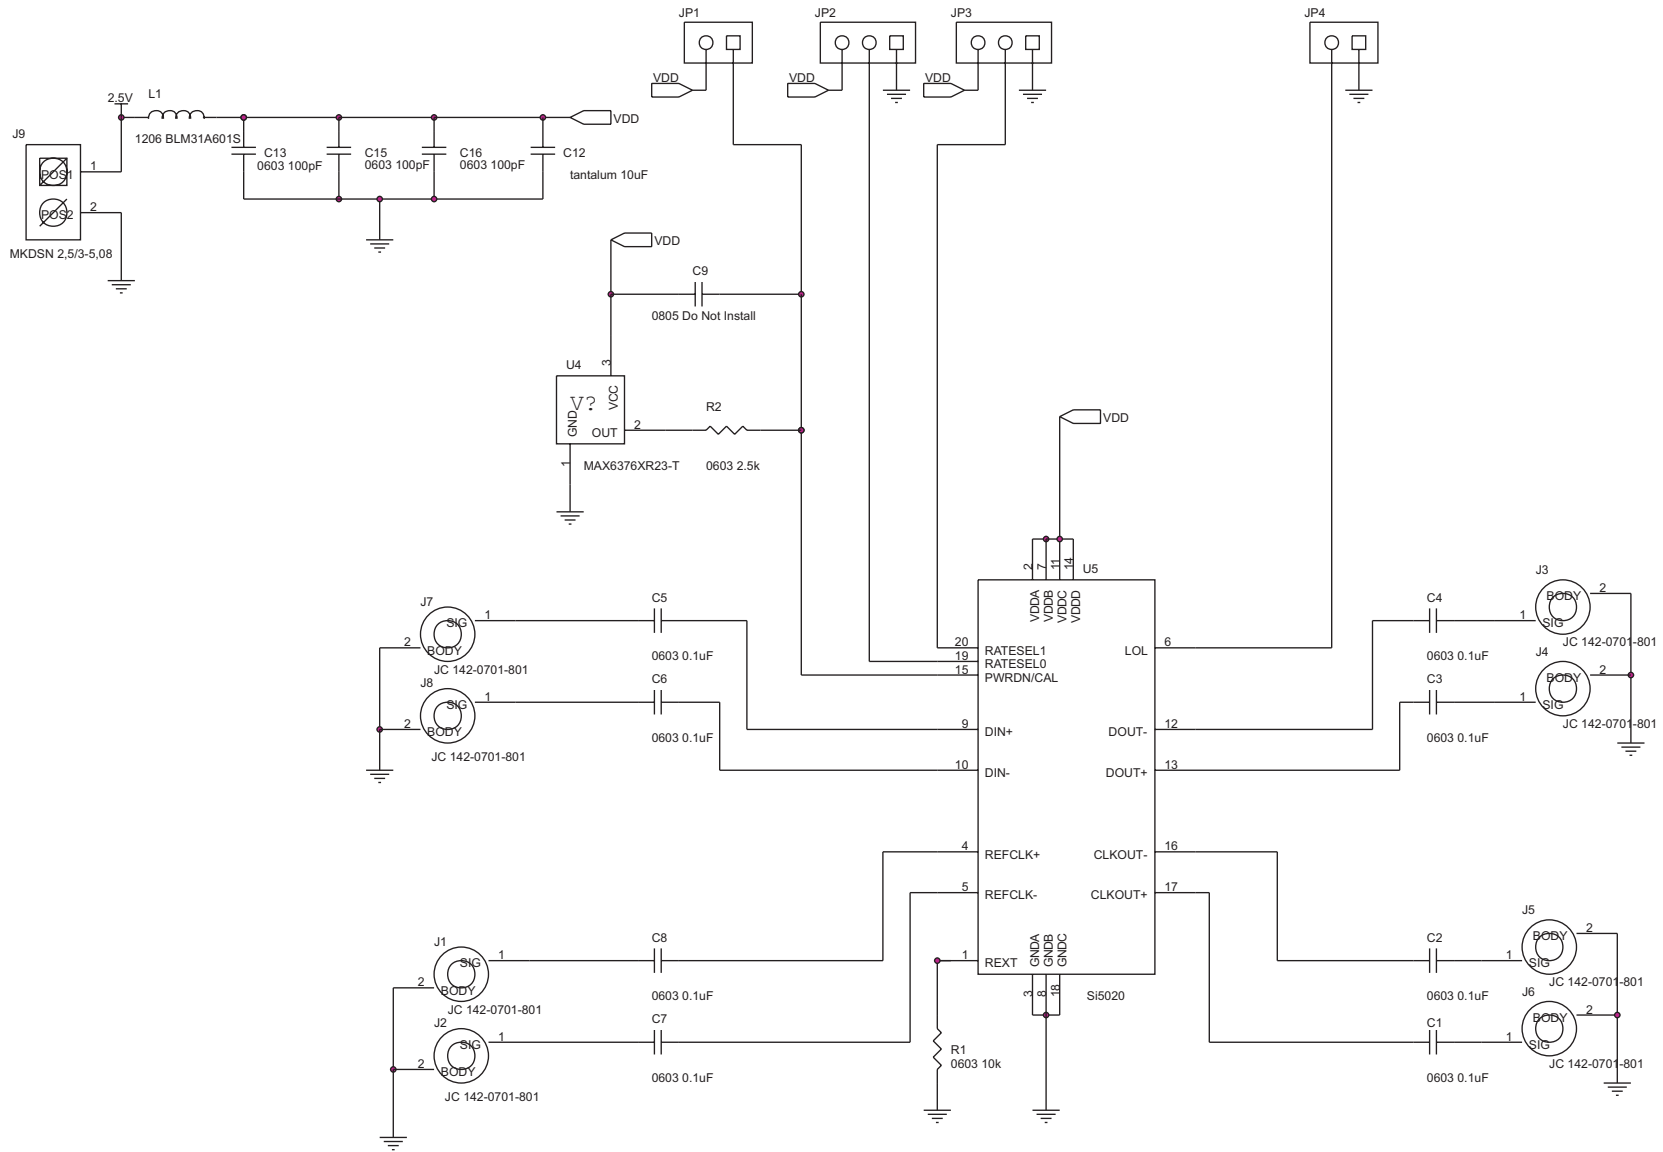 JP1
JP2
JP3
JP4
VDD
VDD
VDD
2.5V
L1
1206 BLM31A601S
VDD
J9
POS1
1
POS2
2
MKDSN 2,5/3-5,08
C13
0603 100pF
C15
0603 100pF
C16
0603 100pF
C12
tantalum 10uF
VDD
C9
0805 Do Not Install
U4
3
V?
VCC
GND
OUT
2
1
MAX6376XR23-T
R2
0603 2.5k
VDD
2
7
11
14
U5
VDDA
VDDB
VDDC
VDDD
20
RATESEL1
19
RATESEL0
15
PWRDN/CAL
9
DIN+
10
DIN-
4
REFCLK+
5
REFCLK-
1
REXT
GNDA
GNDB
GNDC
3
8
18
Si5020
LOL
6
DOUT-
12
DOUT+
13
CLKOUT-
16
CLKOUT+
17
J7
SIG
1
2
BODY
JC 142-0701-801
C5
0603 0.1uF
J8
SIG
1
2
BODY
JC 142-0701-801
C6
0603 0.1uF
J1
SIG
1
2
BODY
JC 142-0701-801
C8
0603 0.1uF
J2
SIG
1
2
BODY
JC 142-0701-801
C7
0603 0.1uF
R1
0603 10k
C4
0603 0.1uF
J3
BODY
2
1
SIG
JC 142-0701-801
C3
0603 0.1uF
J4
BODY
2
1
SIG
JC 142-0701-801
C2
0603 0.1uF
J5
BODY
2
1
SIG
JC 142-0701-801
C1
0603 0.1uF
J6
BODY
2
1
SIG
JC 142-0701-801